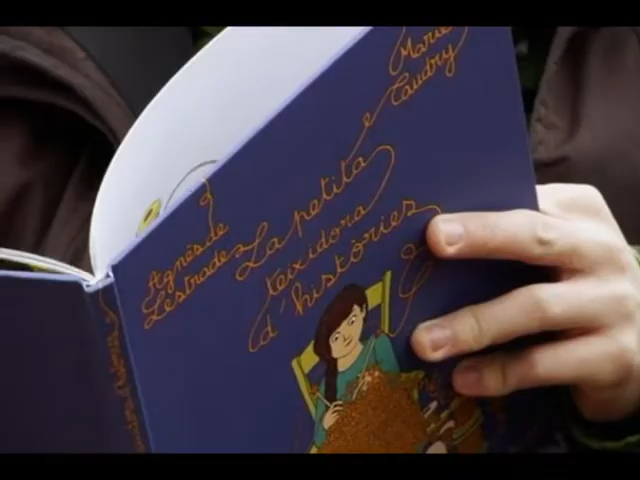 Marie
Caudry
Agnès de
Lestrade
La petita
teixidora
d'històries